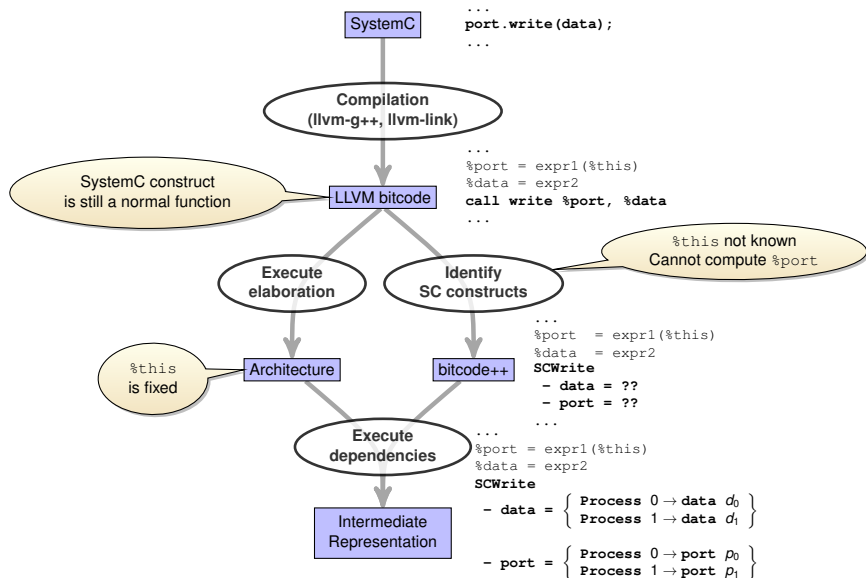 ...
SystemC
port.write(data);
...
Compilation
(llvm-g++, llvm-link)
...
%port = expr1(%this)
%data = expr2
call write %port, %data
...
SystemC construct
is still a normal function
LLVM bitcode
%this not known
Cannot compute %port
Execute
elaboration
Identify
SC constructs
...
%port = expr1(%this)
%data = expr2
SCWrite
- data = ??
- port = ??
...
%this
is fixed
Architecture
bitcode++
Execute
dependencies
...
%port = expr1(%this)
%data = expr2
SCWrite
- data = { Process 0 → data d₀
Process 1 → data d₁ }
Intermediate
Representation
- port = { Process 0 → port p₀
Process 1 → port p₁ }